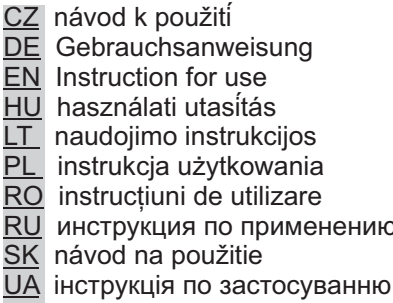 CZ návod k použití
DE Gebrauchsanweisung
EN Instruction for use
HU használati utasítás
LT naudojimo instrukcijos
PL instrukcja użytkowania
RO instrucțiuni de utilizare
RU инструкция по применению
SK návod na použitie
UA інструкція по застосуванню